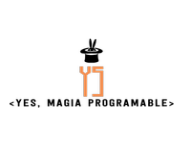 YS
<YES, MAGIA PROGRAMABLE>